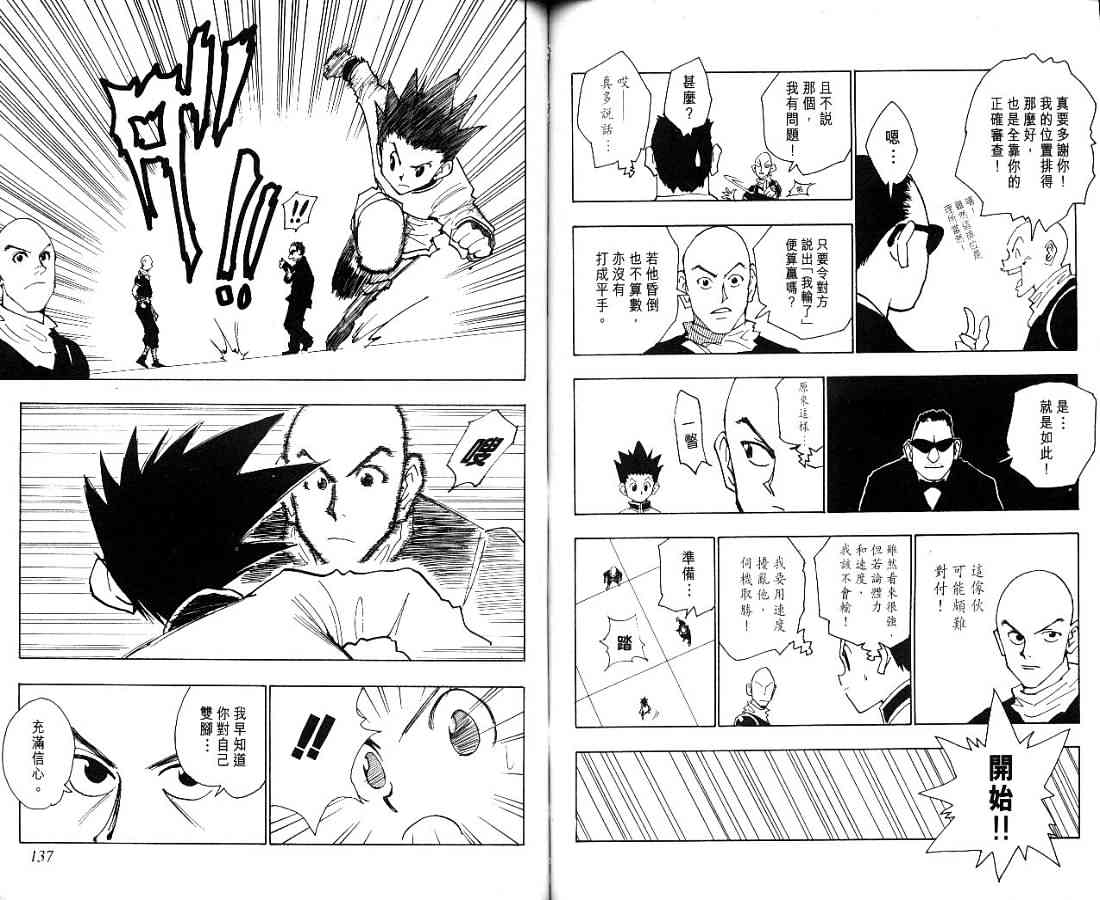 真要多謝你！
我的位置排得
那麼好，
也是全靠你的
正確審查！
嗯…
且不說
那個，
我有問題！
甚麼？
哎——
真多說話…
只要令對方
說出「我輸了」
便算贏嗎？
若他昏倒
也不算數，
亦沒有
打成平手。
是…
就是如此！
原來這樣…
一瞥
這傢伙
可能頗難
對付！
雖然看來很強，
但若論體力
和速度，
我該不會輸！
我要用速度
擾亂他，
伺機取勝！
準備…
踏
開
始!!
ダ!!
!!
嗖
!!
我早知道
你對自己
雙腳…
充滿信心。
137